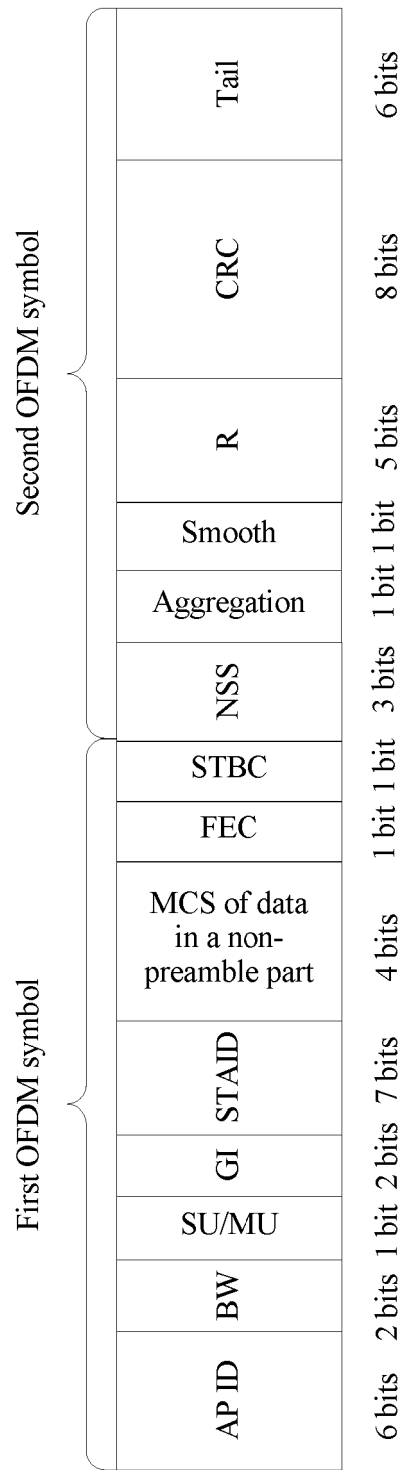 First OFDM symbol
Second OFDM symbol
AP ID
BW
SU/MU
GI
STAID
MCS of data
in a non-
preamble part
FEC
STBC
NSS
Aggregation
Smooth
R
CRC
Tail
6 bits
2 bits
1 bit
2 bits
7 bits
4 bits
1 bit
1 bit
3 bits
1 bit
1 bit
5 bits
8 bits
6 bits